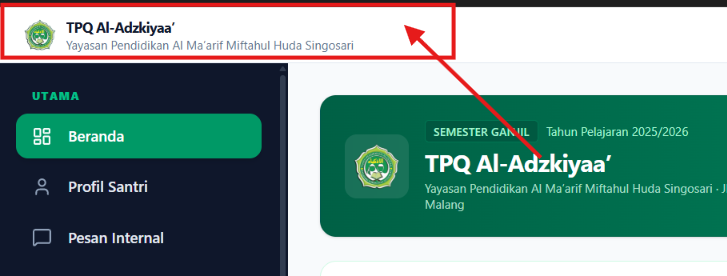 TPQ Al-Adzkiyaa’
Yayasan Pendidikan Al Ma’arif Miftahul Huda Singosari
UTAMA
Beranda
Profil Santri
Pesan Internal
SEMESTER GANJIL Tahun Pelajaran 2025/2026
TPQ Al-Adzkiyaa’
Yayasan Pendidikan Al Ma’arif Miftahul Huda Singosari ·
Malang